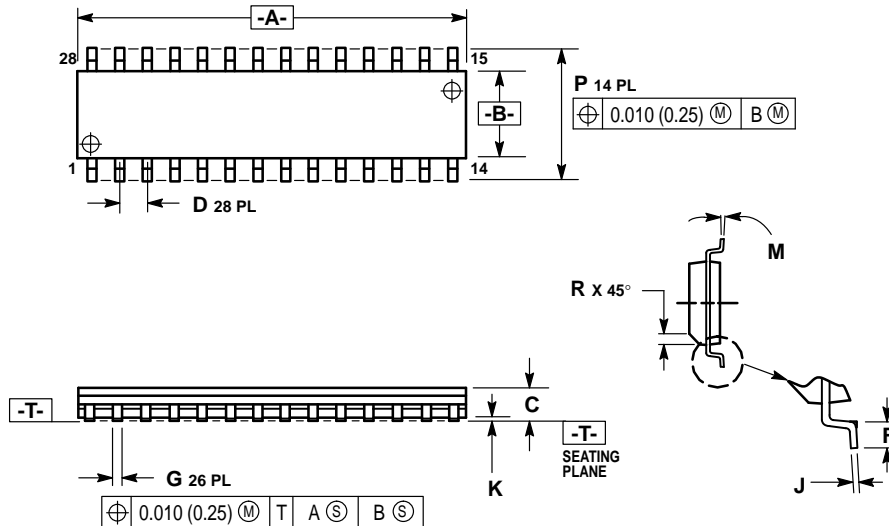 -A-
28
15
P 14 PL
⌖ 0.010 (0.25) Ⓜ B Ⓜ
-B-
1
14
D 28 PL
M
R X 45°
-T-
C
-T-
SEATING
PLANE
F
G 26 PL
K
J
⌖ 0.010 (0.25) Ⓜ T A Ⓢ B Ⓢ